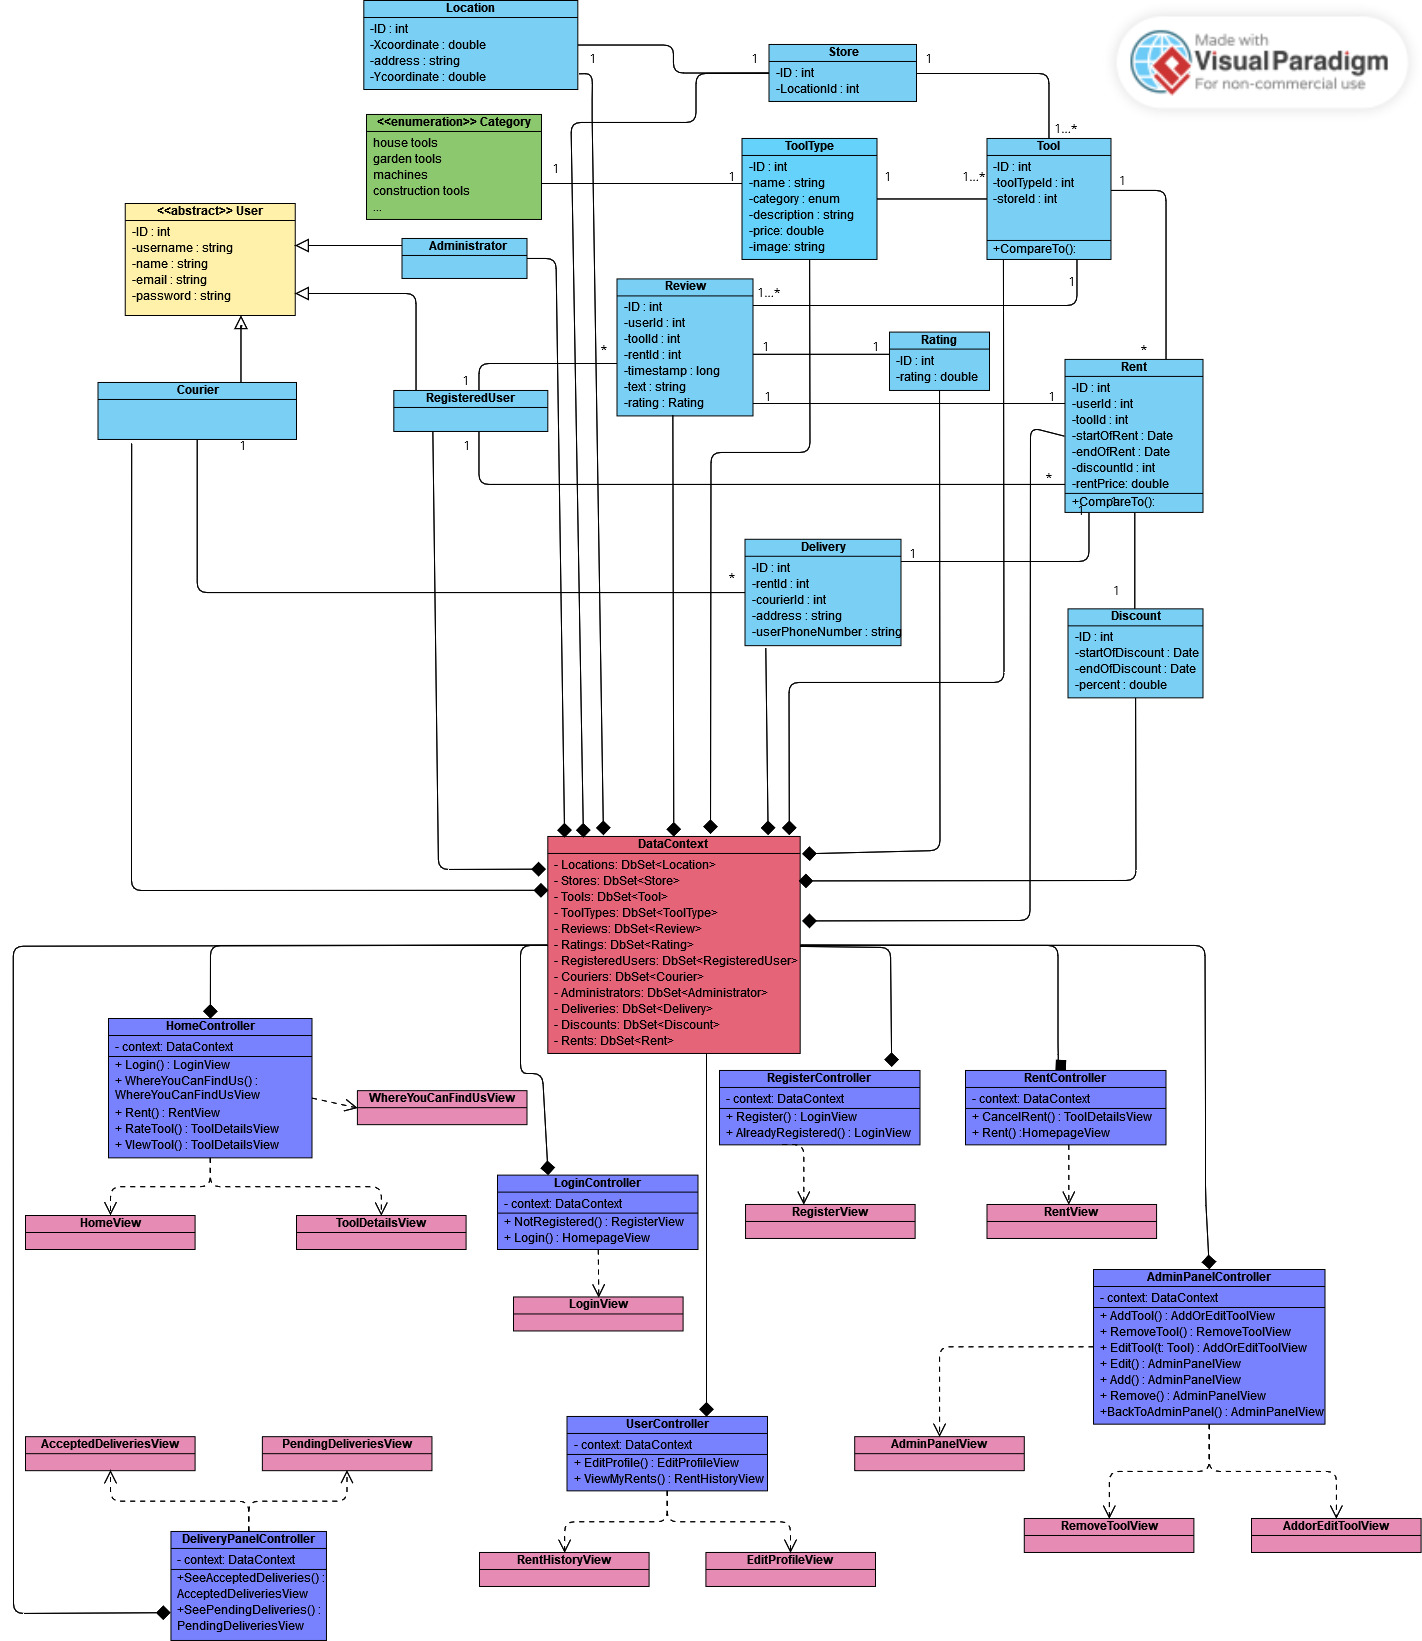 Location
-ID : int
-Xcoordinate : double
-address : string
-Ycoordinate : double
1
1
Store
-ID : int
-LocationId : int
1
1...*
Made with
VisualParadigm
For non-commercial use
<<enumeration>> Category
house tools
garden tools
machines
construction tools
...
1
1
ToolType
-ID : int
-name : string
-category : enum
-description : string
-price: double
-image: string
1
1...*
Tool
-ID : int
-toolTypeId : int
-storeId : int
+CompareTo():
1
1
<<abstract>> User
-ID : int
-username : string
-name : string
-email : string
-password : string
Administrator
Review
-ID : int
-userId : int
-toolId : int
-rentId : int
-timestamp : long
-text : string
-rating : Rating
1...*
*
1
1
1
Rating
-ID : int
-rating : double
*
Rent
-ID : int
-userId : int
-toolId : int
-startOfRent : Date
-endOfRent : Date
-discountId : int
-rentPrice: double
+CompareTo():
1
1
1
*
Courier
1
RegisteredUser
1
1
Delivery
-ID : int
-rentId : int
-courierId : int
-address : string
-userPhoneNumber : string
*
1
1
Discount
-ID : int
-startOfDiscount : Date
-endOfDiscount : Date
-percent : double
DataContext
- Locations: DbSet<Location>
- Stores: DbSet<Store>
- Tools: DbSet<Tool>
- ToolTypes: DbSet<ToolType>
- Reviews: DbSet<Review>
- Ratings: DbSet<Rating>
- RegisteredUsers: DbSet<RegisteredUser>
- Couriers: DbSet<Courier>
- Administrators: DbSet<Administrator>
- Deliveries: DbSet<Delivery>
- Discounts: DbSet<Discount>
- Rents: DbSet<Rent>
HomeController
- context: DataContext
+ Login() : LoginView
+ WhereYouCanFindUs() :
WhereYouCanFindUsView
+ Rent() : RentView
+ RateTool() : ToolDetailsView
+ VIewTool() : ToolDetailsView
WhereYouCanFindUsView
HomeView
ToolDetailsView
LoginController
- context: DataContext
+ NotRegistered() : RegisterView
+ Login() : HomepageView
LoginView
RegisterController
- context: DataContext
+ Register() : LoginView
+ AlreadyRegistered() : LoginView
RegisterView
RentController
- context: DataContext
+ CancelRent() : ToolDetailsView
+ Rent() :HomepageView
RentView
AdminPanelController
- context: DataContext
+ AddTool() : AddOrEditToolView
+ RemoveTool() : RemoveToolView
+ EditTool(t: Tool) : AddOrEditToolView
+ Edit() : AdminPanelView
+ Add() : AdminPanelView
+ Remove() : AdminPanelView
+BackToAdminPanel() : AdminPanelView
AdminPanelView
RemoveToolView
AddorEditToolView
UserController
- context: DataContext
+ EditProfile() : EditProfileView
+ ViewMyRents() : RentHistoryView
RentHistoryView
EditProfileView
AcceptedDeliveriesView
PendingDeliveriesView
DeliveryPanelController
- context: DataContext
+SeeAcceptedDeliveries() :
AcceptedDeliveriesView
+SeePendingDeliveries() :
PendingDeliveriesView